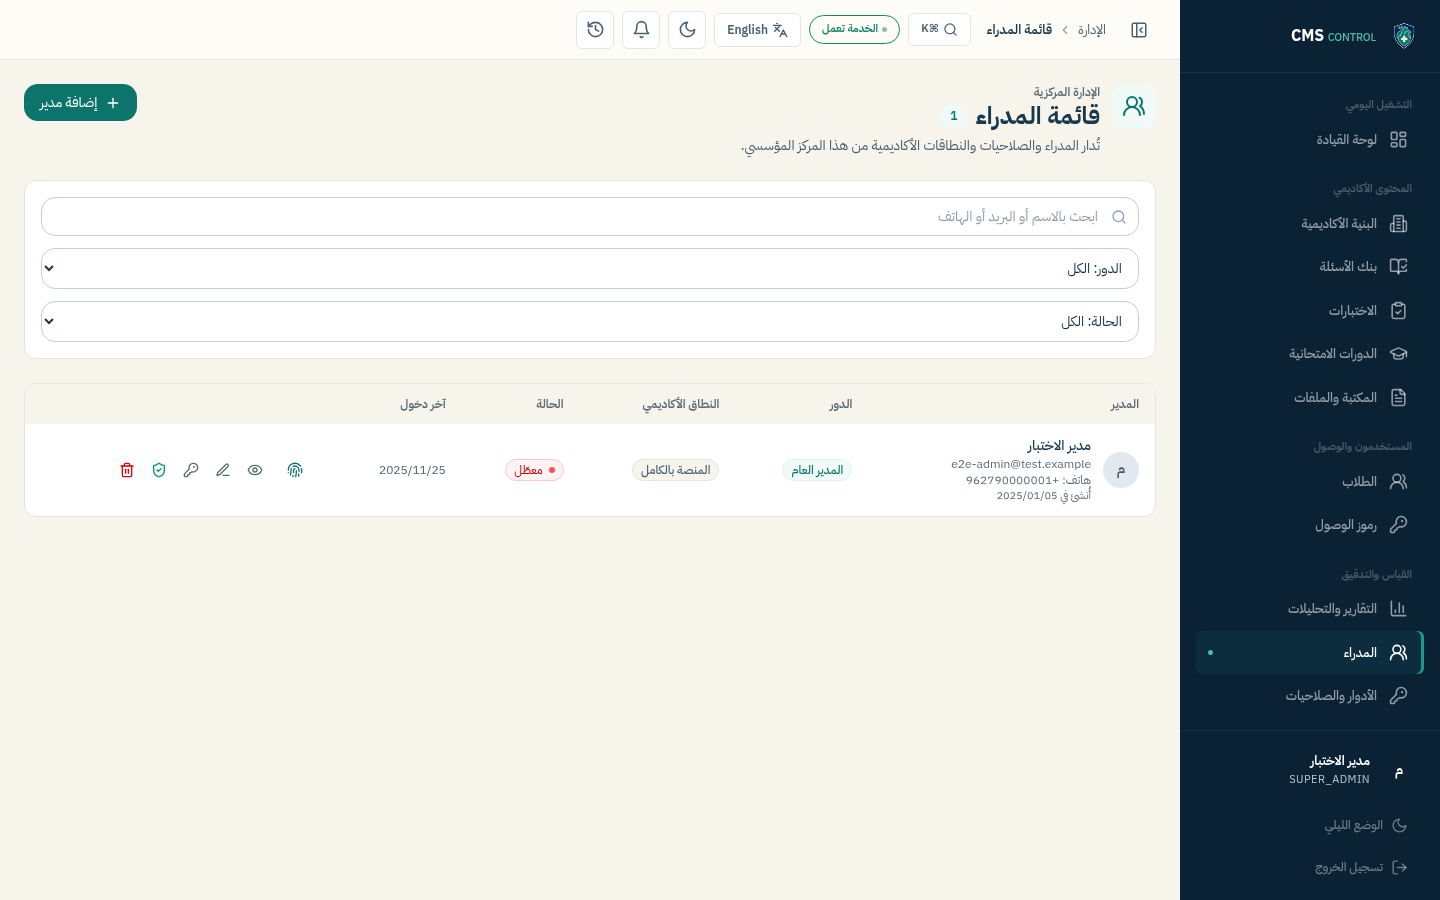 CMS CONTROL
التشغيل اليومي
لوحة القيادة
المحتوى الأكاديمي
البنية الأكاديمية
بنك الأسئلة
الاختبارات
الدورات الامتحانية
المكتبة والملفات
المستخدمون والوصول
الطلاب
رموز الوصول
القياس والتدقيق
التقارير والتحليلات
المدراء
الأدوار والصلاحيات
م
مدير الاختبار
SUPER_ADMIN
الوضع الليلي
تسجيل الخروج
الإدارة
قائمة المدراء
K⌘
الخدمة تعمل
English
الإدارة المركزية
قائمة المدراء 1
تُدار المدراء والصلاحيات والنطاقات الأكاديمية من هذا المركز المؤسسي.
إضافة مدير
ابحث بالاسم أو البريد أو الهاتف
الدور: الكل
الحالة: الكل
المدير الدور النطاق الأكاديمي الحالة آخر دخول
م
مدير الاختبار
e2e-admin@test.example
هاتف: +962790000001
أُنشئ في 2025/01/05
المدير العام
المنصة بالكامل
معطّل
2025/11/25